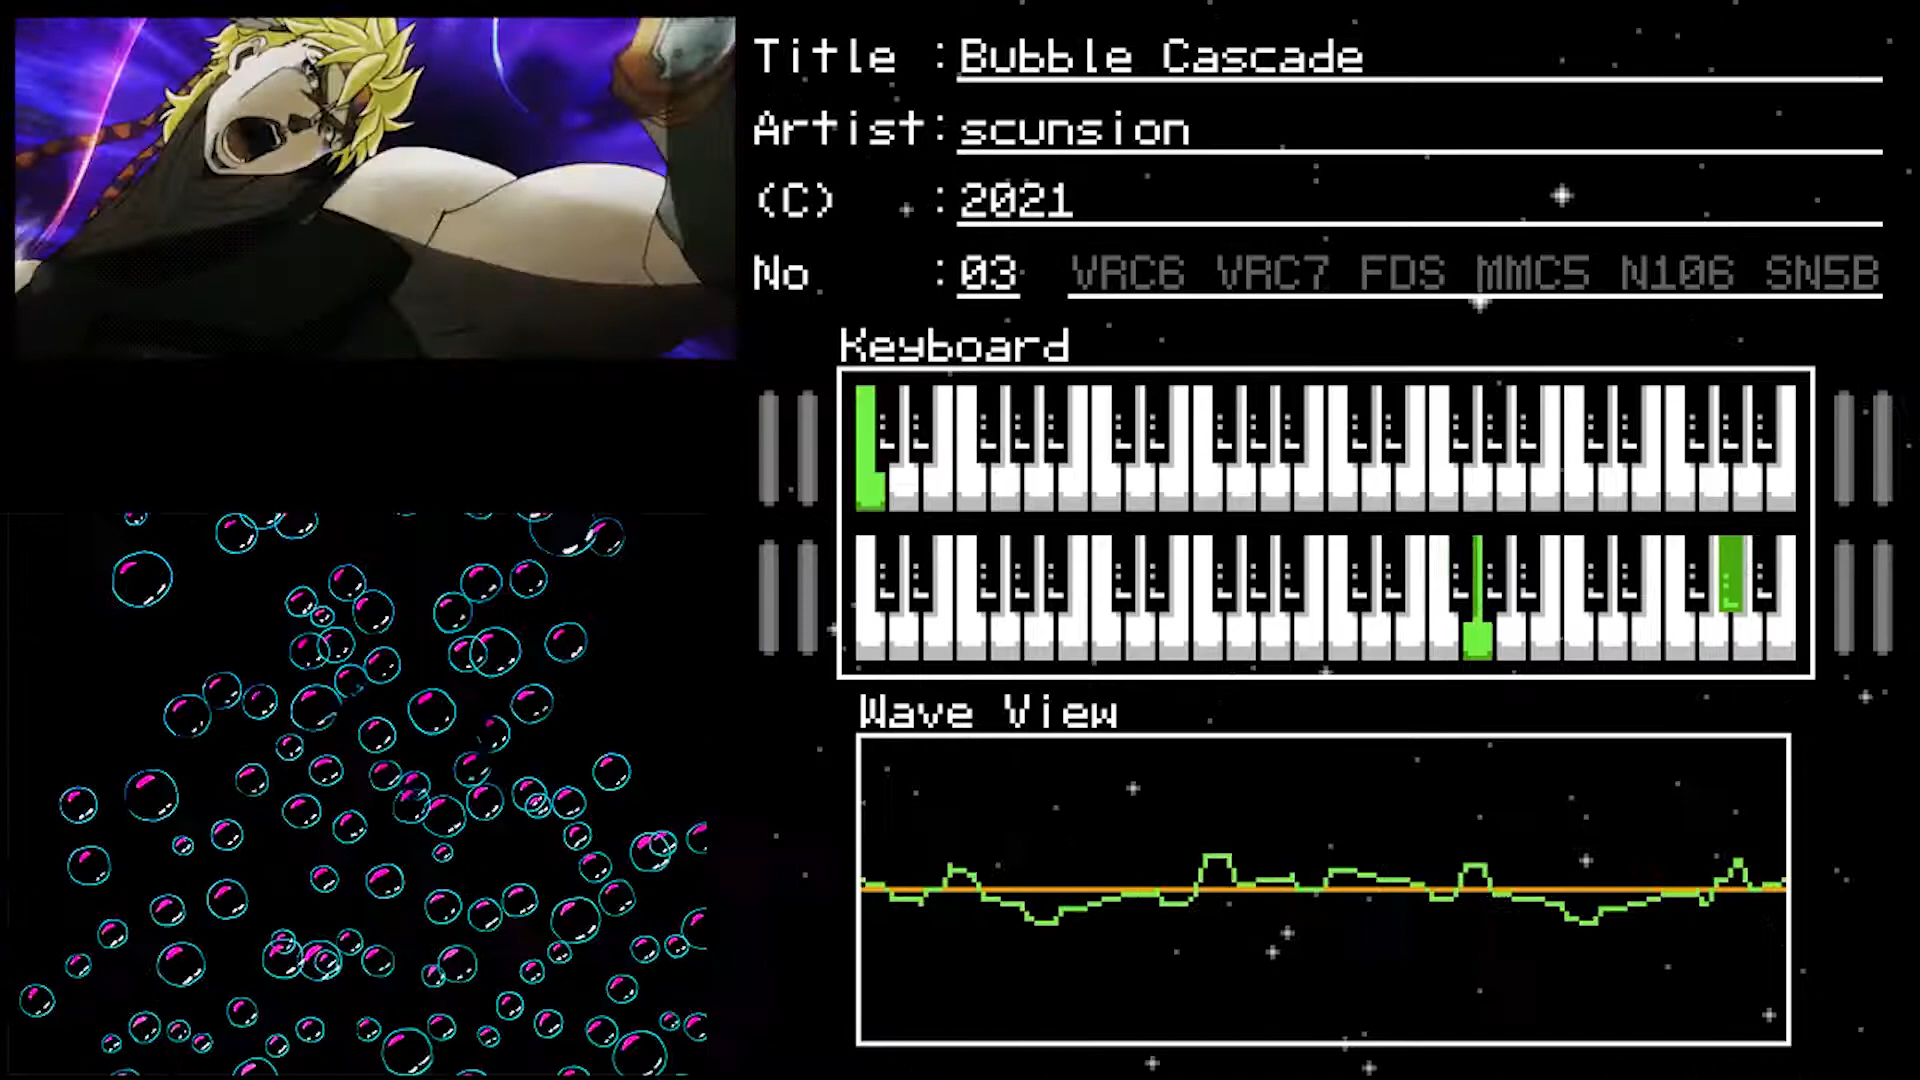 Title :Bubble Cascade
Artist:scunsion
(C) :2021
No :03 VRC6 VRC7 FDS MMC5 N106 SN5B
Keyboard
Wave View